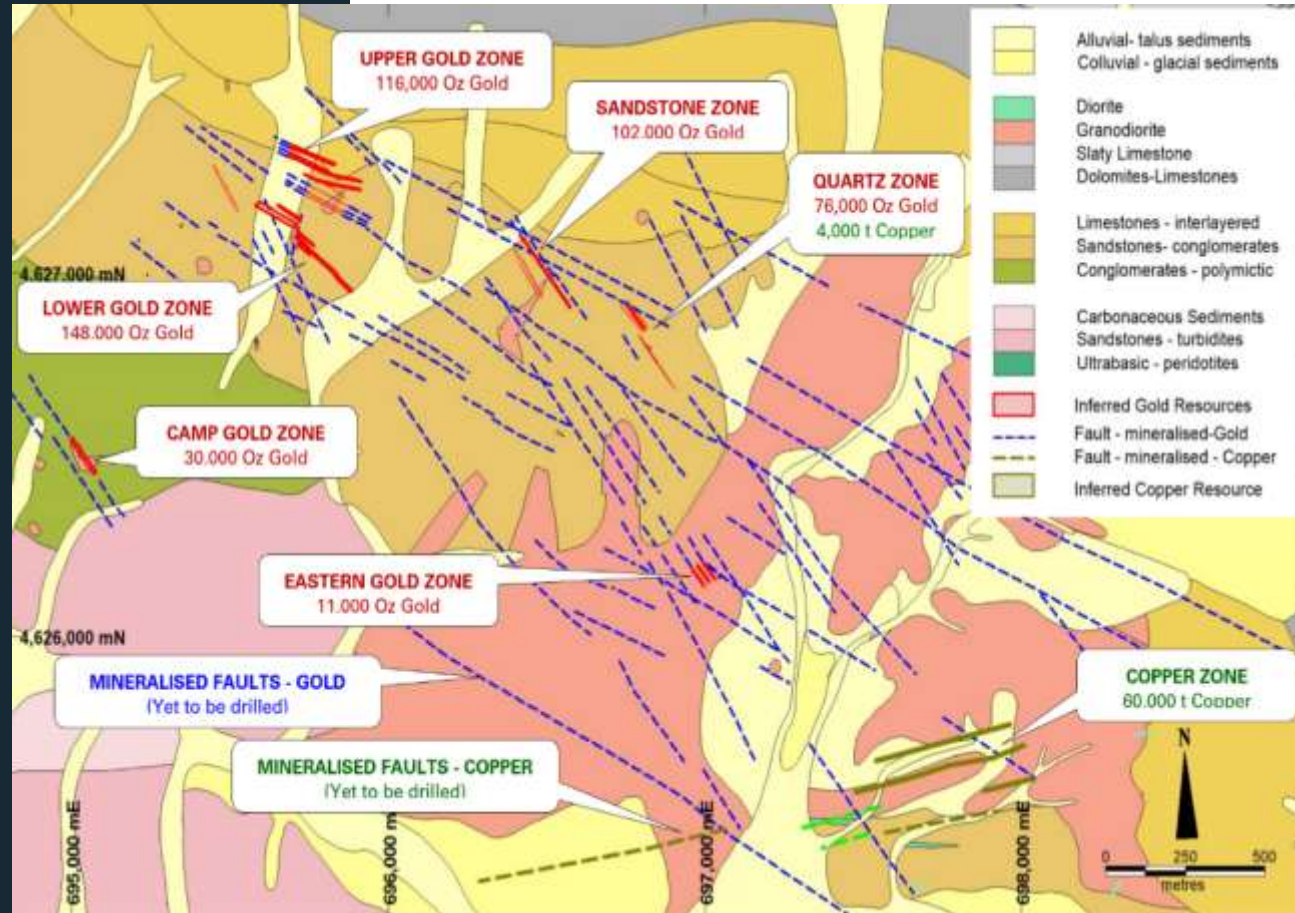 UPPER GOLD ZONE
116,000 Oz Gold
SANDSTONE ZONE
102.000 Oz Gold
QUARTZ ZONE
76,000 Oz Gold
4,000 t Copper
4.627.000 mN
LOWER GOLD ZONE
148.000 Oz Gold
CAMP GOLD ZONE
30.000 Oz Gold
EASTERN GOLD ZONE
11.000 Oz Gold
4,626,000 mN
MINERALISED FAULTS - GOLD
(Yet to be drilled)
COPPER ZONE
60.000 t Copper
MINERALISED FAULTS - COPPER
(Yet to be drilled)
695,000 mE
696,000 m
697,000 mE
698,000 mE
Alluvial- talus sediments
Colluvial - glacial sediments
Diorite
Granodiorite
Slaty Limestone
Dolomites-Limestones
Limestones - interlayered
Sandstones- conglomerates
Conglomerates - polymictic
Carbonaceous Sediments
Sandstones - turbidites
Ultrabasic - peridotites
Inferred Gold Resources
Fault - mineralised-Gold
Fault - mineralised - Copper
Inferred Copper Resource
N
0 250 500
metres